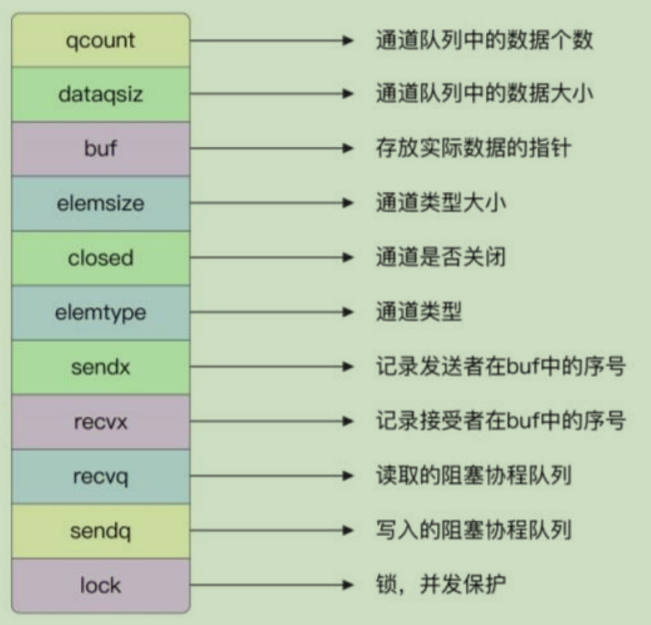 qcount 通道队列中的数据个数
dataqsiz 通道队列中的数据大小
buf 存放实际数据的指针
elemsize 通道类型大小
closed 通道是否关闭
elemtype 通道类型
sendx 记录发送者在buf中的序号
recvx 记录接受者在buf中的序号
recvq 读取的阻塞协程队列
sendq 写入的阻塞协程队列
lock 锁，并发保护